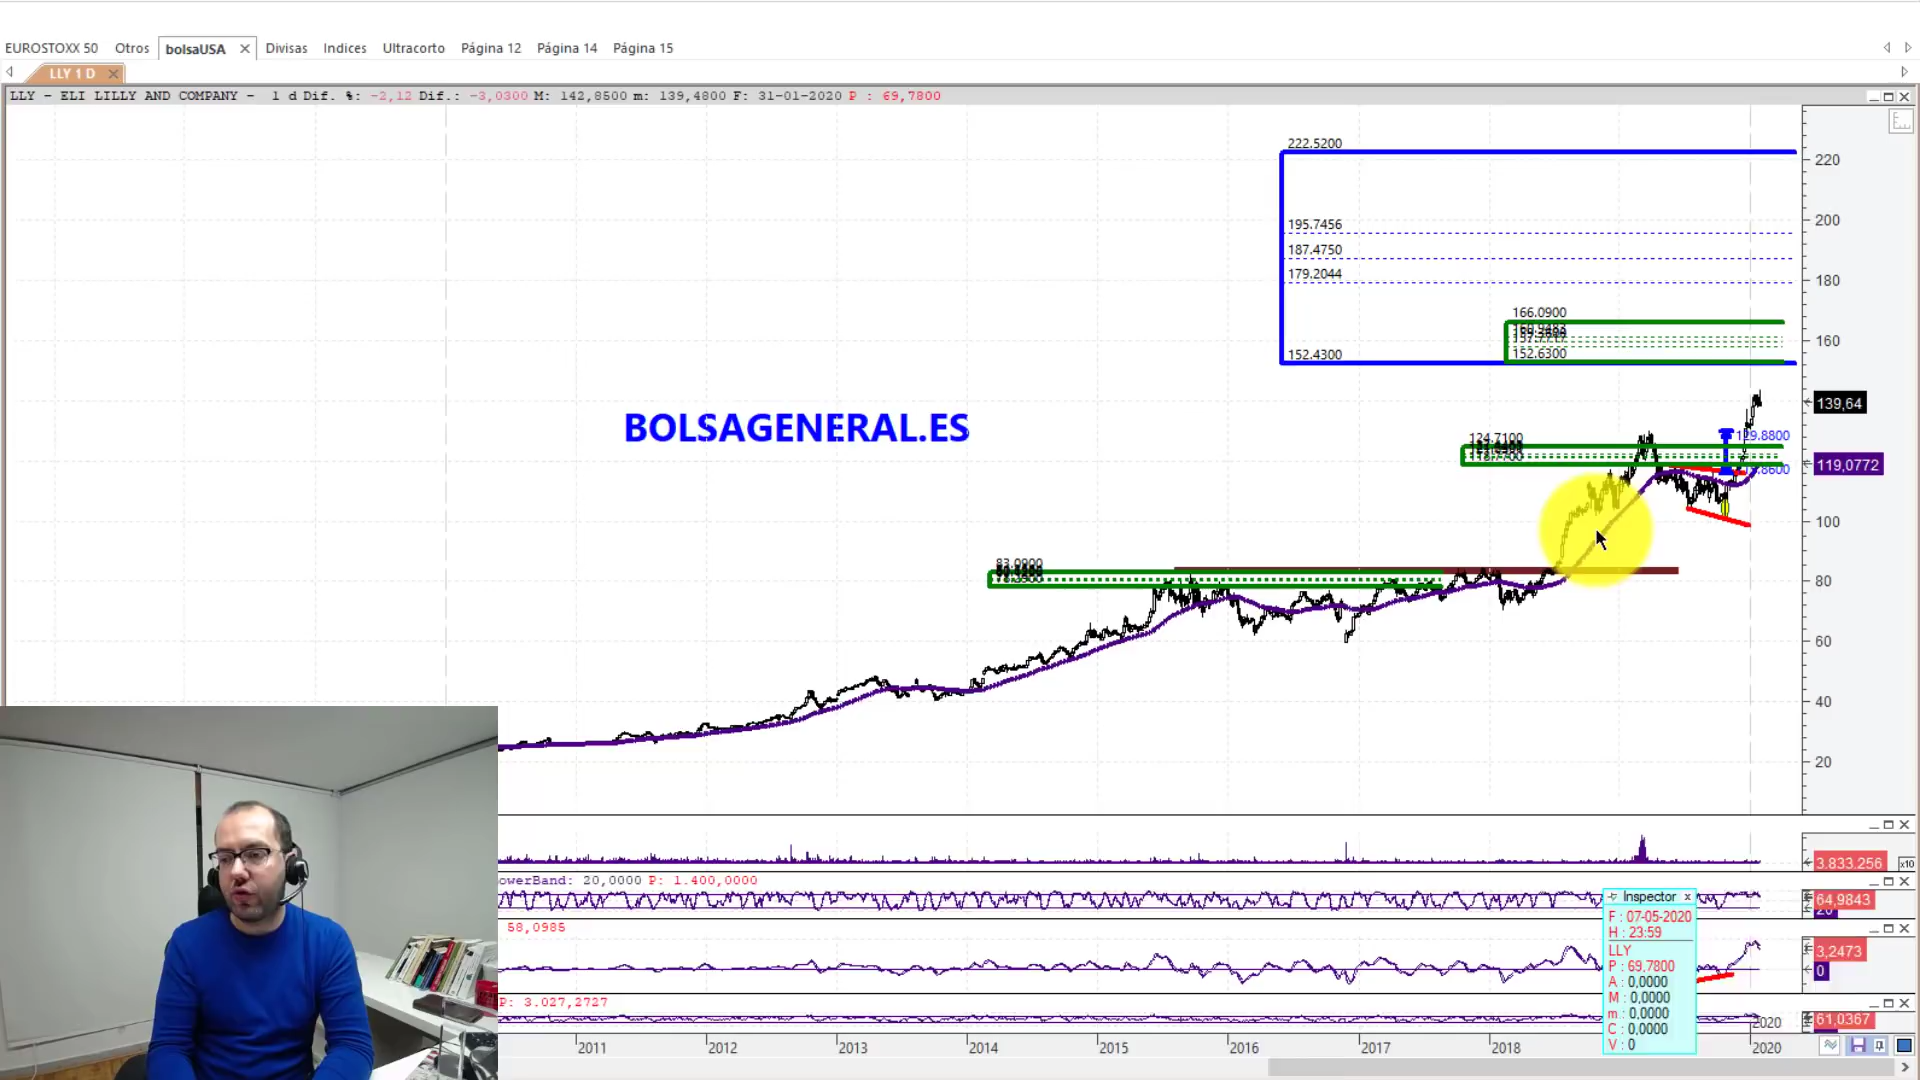 EUROSTOXX 50 Otros bolsaUSA × Divisas Indices Ultracorto Página 12 Página 14 Página 15
LLY 1 D
LLY - ELI LILLY AND COMPANY - 1 d Dif. %: -2,12 Dif.: -3,0300 M: 142,8500 m: 139,4800 F: 31-01-2020 P : 69,7800
222.5200
220
200
195.7456
187.4750
179.2044
180
166.0900
160
152.6300
152.4300
139,64
BOLSAGENERAL.ES
124.7100
129.8800
119,0772
100
83.0900
80
60
40
20
3.833.256
x10
owerBand: 20,0000 P: 1.400,0000
64,9843
20
58,0985
3,2473
0
P: 3.027,2727
61,0367
Inspector x
F : 07-05-2020
H : 23:59
LLY
P : 69,7800
A : 0,0000
M : 0,0000
m : 0,0000
C : 0,0000
V : 0
2020
2011 2012 2013 2014 2015 2016 2017 2018 2020